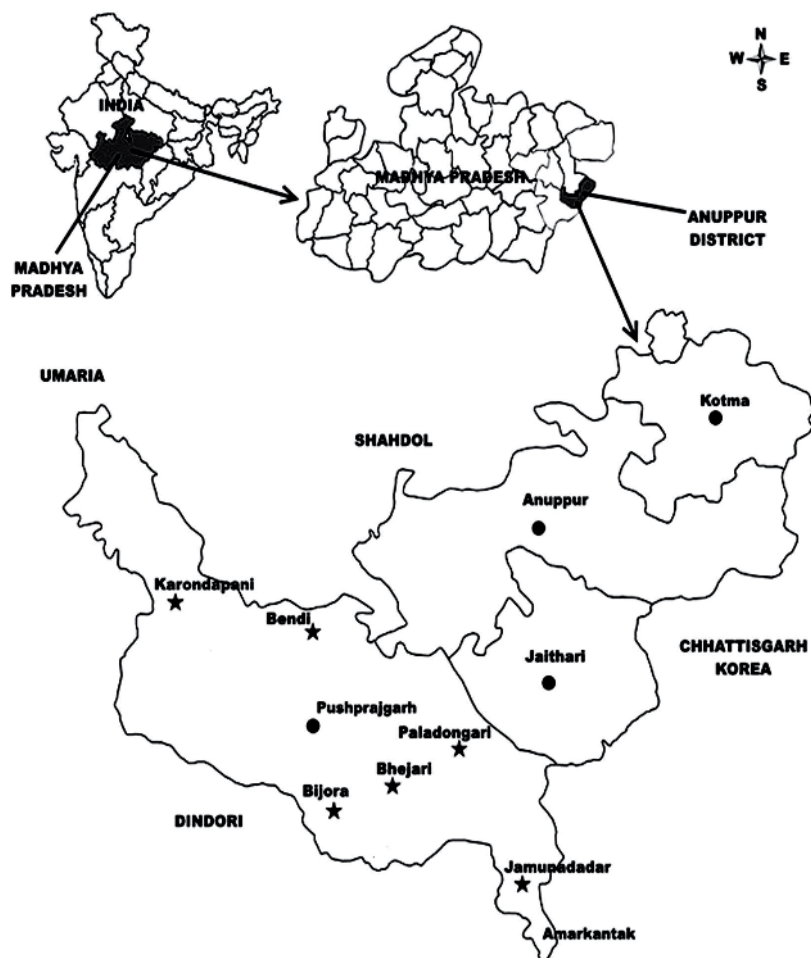 N
W E
S
INDIA
MADHYA PRADESH
ANUPPUR
DISTRICT
MADHYA
PRADESH
UMARIA
Kotma
SHAHDOL
Anuppur
Karondapani
Bendi
Jaithari
CHHATTISGARH
KOREA
Pushprajgarh
Paladongari
Bhejari
Bijora
DINDORI
Jamunadadar
Amarkantak